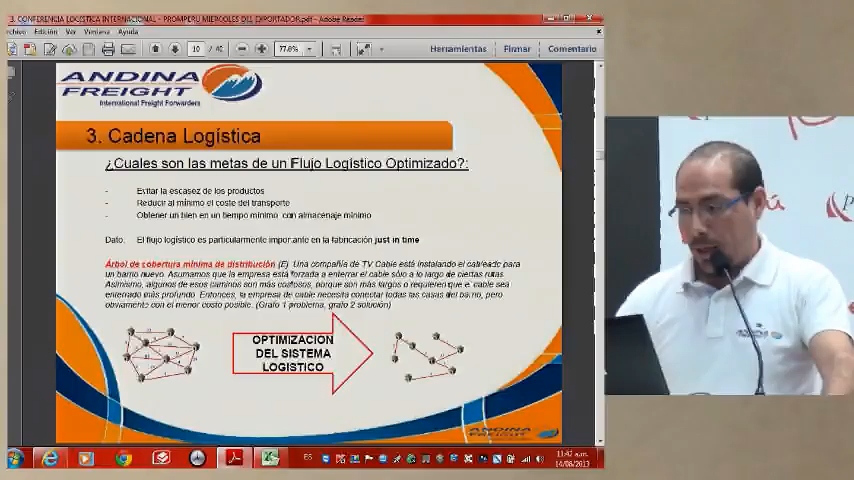 3. CONFERENCIA LOGÍSTICA INTERNACIONAL - PROMPERU MIERCOLES DEL EXPORTADOR.pdf - Adobe Reader
Archivo Edición Ver Ventana Ayuda
10 / 77.8%
Herramientas Firmar Comentario
ANDINA
FREIGHT
International Freight Forwarders
3. Cadena Logística
¿Cuales son las metas de un Flujo Logístico Optimizado?:
- Evitar la escasez de los productos
- Reducir al mínimo el coste del transporte
- Obtener un bien en un tiempo mínimo con almacenaje mínimo
Dato: El flujo logístico es particularmente importante en la fabricación just in time
Árbol de cobertura mínima de distribución (E) Una compañía de TV Cable está instalando el cableado para
un barrio nuevo. Asumamos que la empresa está forzada a enterrar el cable sólo a lo largo de ciertas rutas.
Asimismo, algunos de esos caminos son más costosos, porque son más largos o requieren que el cable sea
enterrado más profundo. Entonces, la empresa de cable necesita conectar todas las casas del barrio, pero
obviamente con el menor costo posible. (Grafo 1 problema, grafo 2 solución)
OPTIMIZACION
DEL SISTEMA
LOGISTICO
ANDINA
FREIGHT
ES
11:42 a.m.
14/08/2013